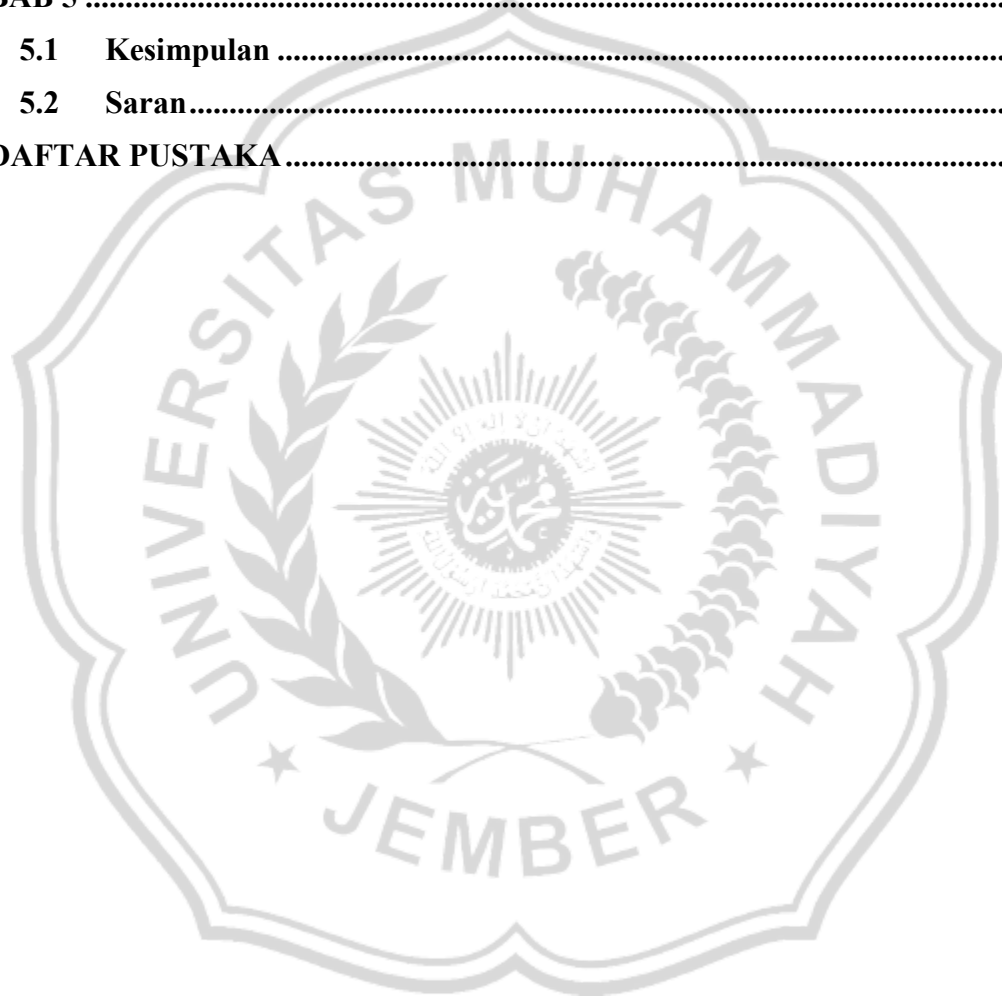 BAB 5 ........................................................................
5.1 Kesimpulan ........................................................................
5.2 Saran ........................................................................
DAFTAR PUSTAKA ........................................................................
UNIVERSITAS MUHAMMADIYAH
JEMBER